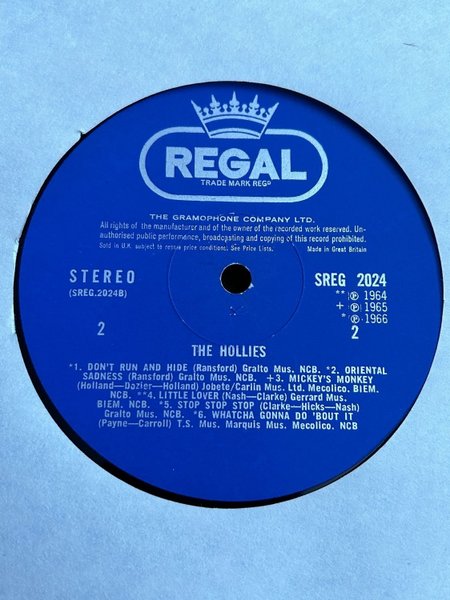 REGAL
TRADE MARK REGD
THE GRAMOPHONE COMPANY LTD.
All rights of the manufacturer and of the owner of the recorded work reserved. Un-
authorised public performance, broadcasting and copying of this record prohibited.
Sold in U.K. subject to resale price conditions; See Price Lists. Made in Great Britain
STEREO
(SREG.2024B)
2
SREG 2024
** ℗ 1964
+ ℗ 1965
* ℗ 1966
2
THE HOLLIES
*1. DON'T RUN AND HIDE (Ransford) Gralto Mus. NCB. *2. ORIENTAL
SADNESS (Ransford) Gralto Mus. NCB. +3. MICKEY'S MONKEY
(Holland—Dozier—Holland) Jobete/Carlin Mus. Ltd. Mecolico. BIEM.
NCB. **4. LITTLE LOVER (Nash—Clarke) Gerrard Mus.
BIEM. NCB. *5. STOP STOP STOP (Clarke—Hicks—Nash)
Gralto Mus. NCB. *6. WHATCHA GONNA DO 'BOUT IT
(Payne—Carroll) T.S. Mus. Marquis Mus. Mecolico. NCB